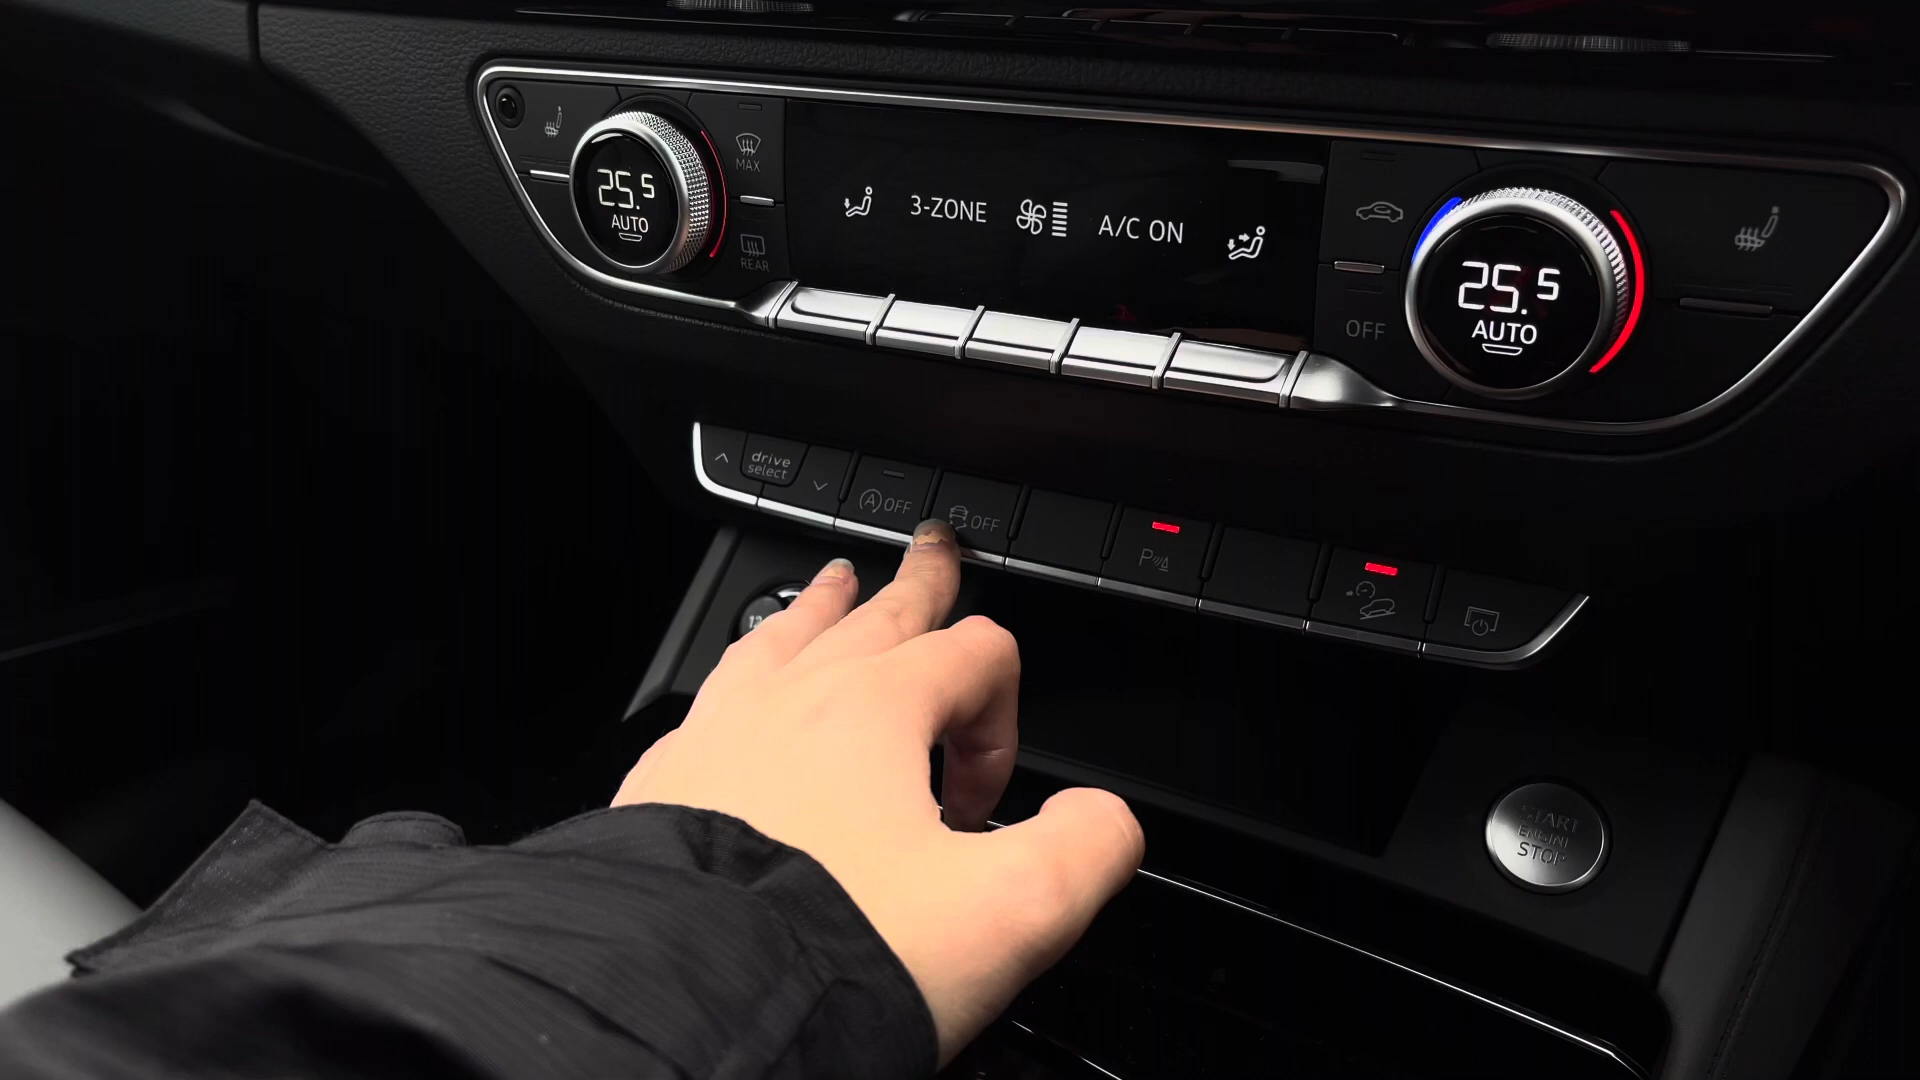 25.5
AUTO
MAX
REAR
3-ZONE
A/C ON
25.5
AUTO
OFF
drive
select
A OFF
OFF
P
START
ENGINE
STOP